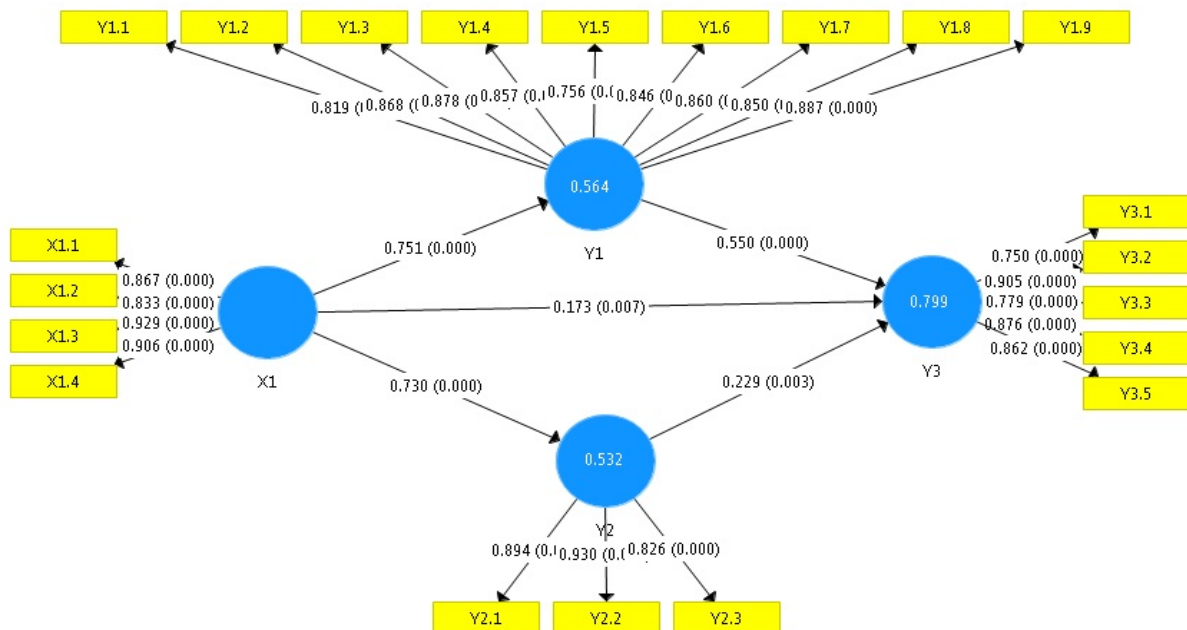 Y1.1 Y1.2 Y1.3 Y1.4 Y1.5 Y1.6 Y1.7 Y1.8 Y1.9
0.819 0.868 0.878 0.857 0.756 0.846 0.860 0.850 0.887 (0.000)
0.564
Y1
X1.1
X1.2
X1.3
X1.4
0.867 (0.000)
0.833 (0.000)
0.929 (0.000)
0.906 (0.000)
X1
0.751 (0.000)
0.550 (0.000)
0.173 (0.007)
0.730 (0.000)
0.229 (0.003)
0.799
Y3
0.750 (0.000)
0.905 (0.000)
0.779 (0.000)
0.876 (0.000)
0.862 (0.000)
Y3.1
Y3.2
Y3.3
Y3.4
Y3.5
0.532
Y2
0.894 0.930 0.826 (0.000)
Y2.1 Y2.2 Y2.3